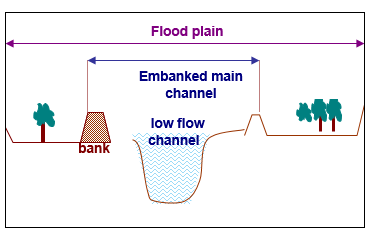 Flood plain
Embanked main
channel
low flow
channel
bank